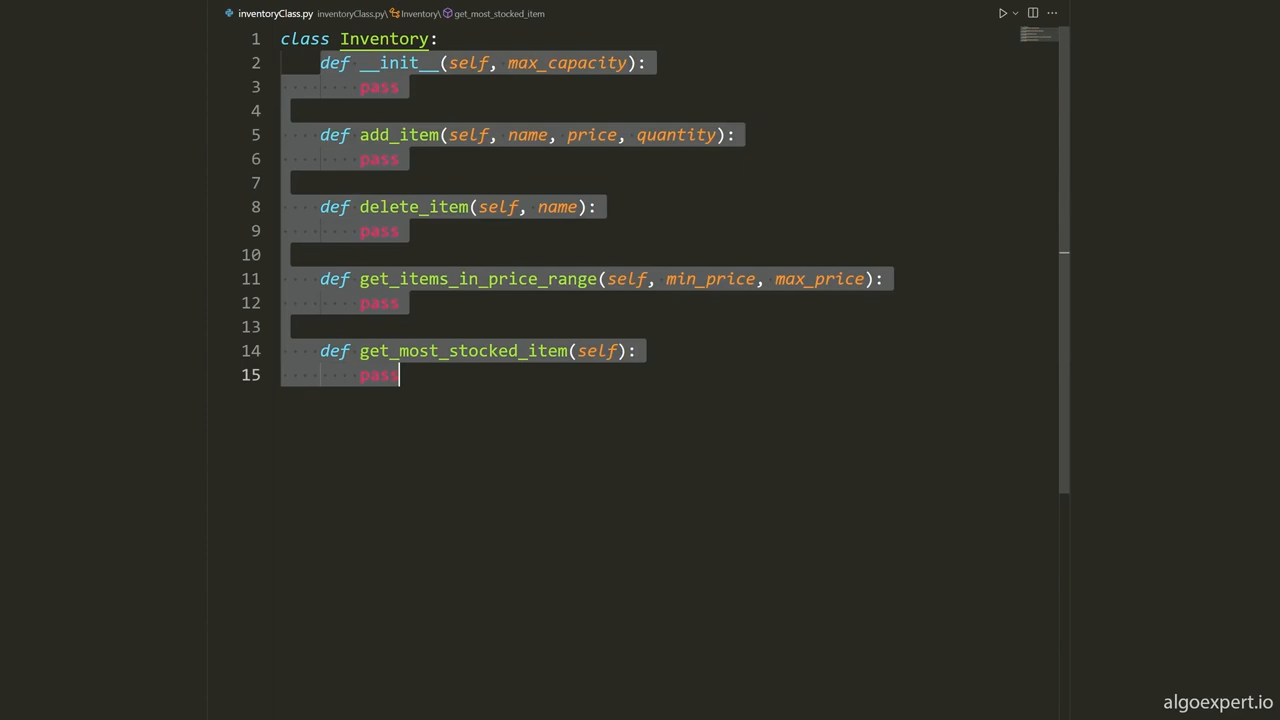 inventoryClass.py inventoryClass.py\Inventory\get_most_stocked_item
1 class Inventory:
2     def __init__(self, max_capacity):
3         pass
4
5     def add_item(self, name, price, quantity):
6         pass
7
8     def delete_item(self, name):
9         pass
10
11     def get_items_in_price_range(self, min_price, max_price):
12         pass
13
14     def get_most_stocked_item(self):
15         pass
algoexpert.io